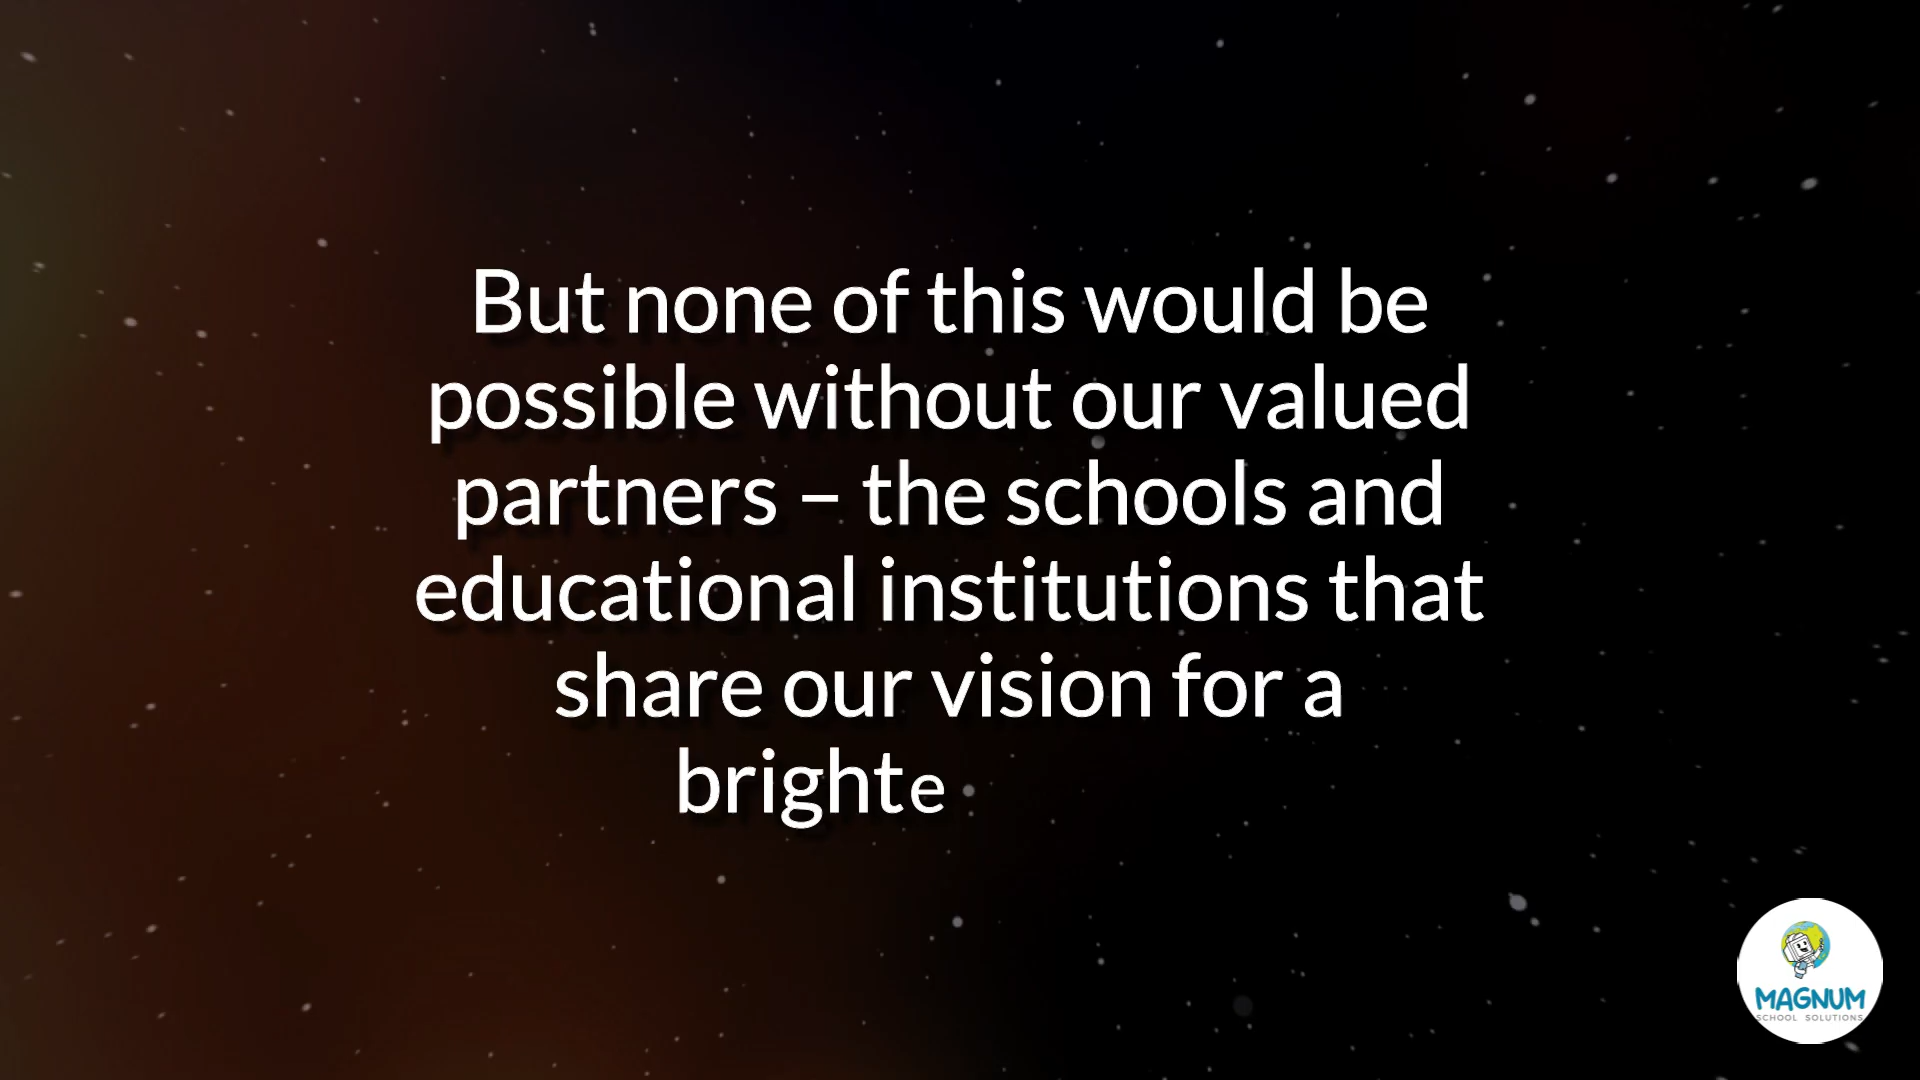 But none of this would be
possible without our valued
partners – the schools and
educational institutions that
share our vision for a
brighte
MAGNUM
SCHOOL SOLUTIONS